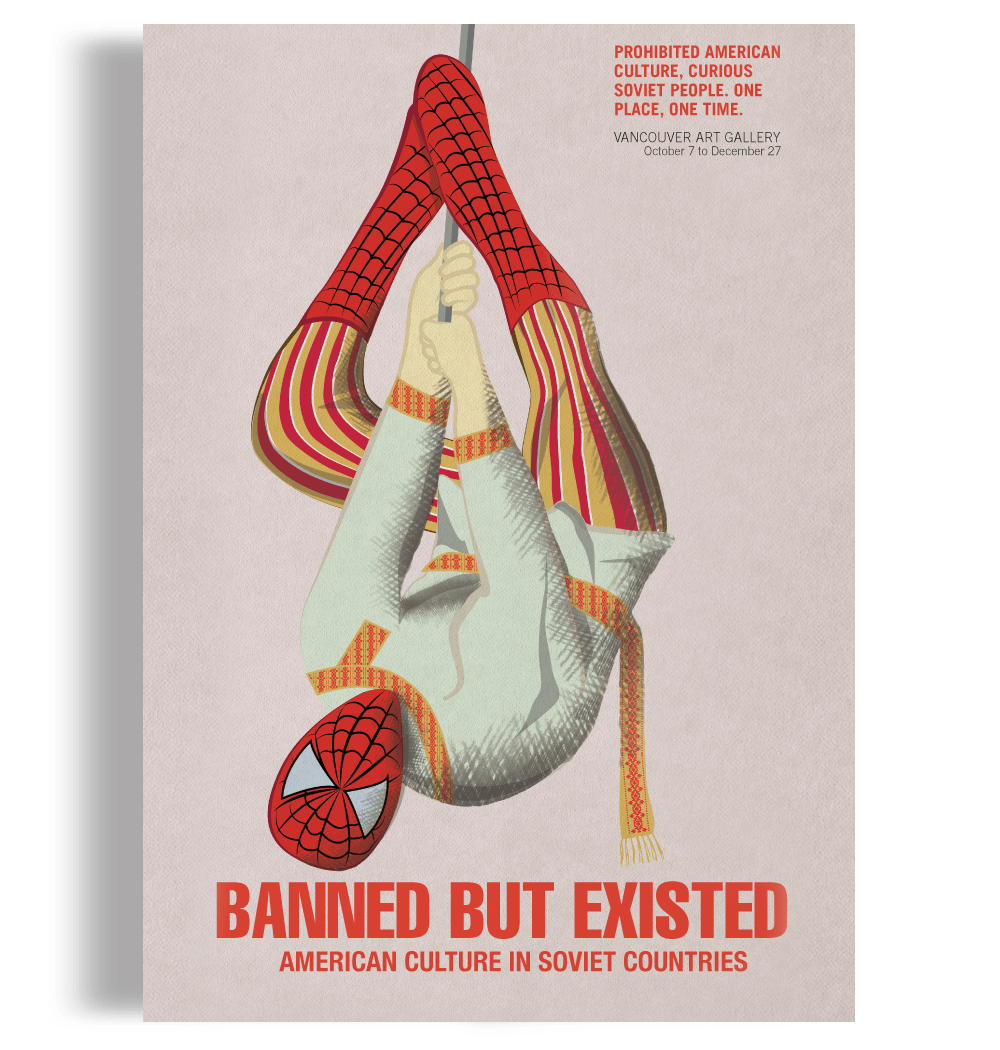 PROHIBITED AMERICAN
CULTURE, CURIOUS
SOVIET PEOPLE. ONE
PLACE, ONE TIME.
VANCOUVER ART GALLERY
October 7 to December 27
BANNED BUT EXISTED
AMERICAN CULTURE IN SOVIET COUNTRIES